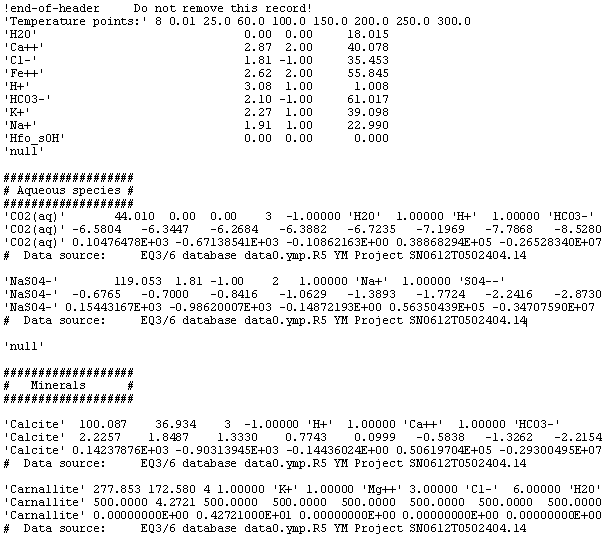 !end-of-header     Do not remove this record!
'Temperature points:' 8 0.01 25.0 60.0 100.0 150.0 200.0 250.0 300.0
'H2O'                    0.00  0.00      18.015
'Ca++'                   2.87  2.00      40.078
'Cl-'                    1.81 -1.00      35.453
'Fe++'                   2.62  2.00      55.845
'H+'                     3.08  1.00       1.008
'HCO3-'                  2.10 -1.00      61.017
'K+'                     2.27  1.00      39.098
'Na+'                    1.91  1.00      22.990
'Hfo_sOH'                0.00  0.00       0.000
'null'
###################
# Aqueous species #
###################
'CO2(aq)'       44.010  0.00  0.00    3  -1.00000 'H2O'   1.00000 'H+'   1.00000 'HCO3-'
'CO2(aq)' -6.5804  -6.3447  -6.2684  -6.3882  -6.7235  -7.1969  -7.7868  -8.5280
'CO2(aq)' 0.10476478E+03 -0.67138541E+03 -0.10862163E+00 0.38868294E+05 -0.26528340E+07
#  Data source:     EQ3/6 database data0.ymp.R5 YM Project SN0612T0502404.14
'NaSO4-'       119.053  1.81 -1.00    2   1.00000 'Na+'   1.00000 'SO4--'
'NaSO4-' -0.6765   -0.7000   -0.8416   -1.0629   -1.3893   -1.7724   -2.2416   -2.8730
'NaSO4-' 0.15443167E+03 -0.98620007E+03 -0.14872193E+00 0.56350439E+05 -0.34707590E+07
#  Data source:     EQ3/6 database data0.ymp.R5 YM Project SN0612T0502404.14
'null'
###################
#   Minerals      #
###################
'Calcite'  100.087    36.934   3  -1.00000 'H+'   1.00000 'Ca++'   1.00000 'HCO3-'
'Calcite'  2.2257    1.8487   1.3330    0.7743   0.0999   -0.5838   -1.3262   -2.2154
'Calcite' 0.14237876E+03 -0.90313945E+03 -0.14436024E+00 0.50619704E+05 -0.29300495E+07
#  Data source:     EQ3/6 database data0.ymp.R5 YM Project SN0612T0502404.14
'Carnallite' 277.853 172.580 4 1.00000 'K+' 1.00000 'Mg++' 3.00000 'Cl-'  6.00000 'H2O'
'Carnallite' 500.0000 4.2721 500.0000  500.0000  500.0000  500.0000  500.0000  500.0000
'Carnallite' 0.00000000E+00 0.42721000E+01 0.00000000E+00 0.00000000E+00 0.00000000E+00
#  Data source:     EQ3/6 database data0.ymp.R5 YM Project SN0612T0502404.14